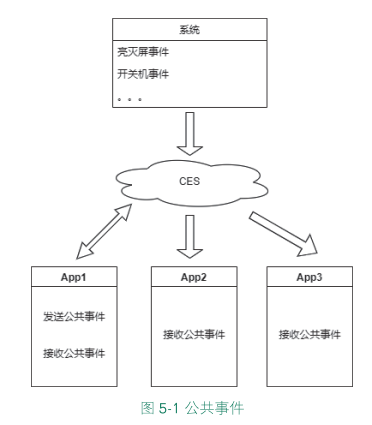 系统
亮灭屏事件
开关机事件
。。。
CES
App1
App2
App3
发送公共事件
接收公共事件
接收公共事件
接收公共事件
图 5-1 公共事件